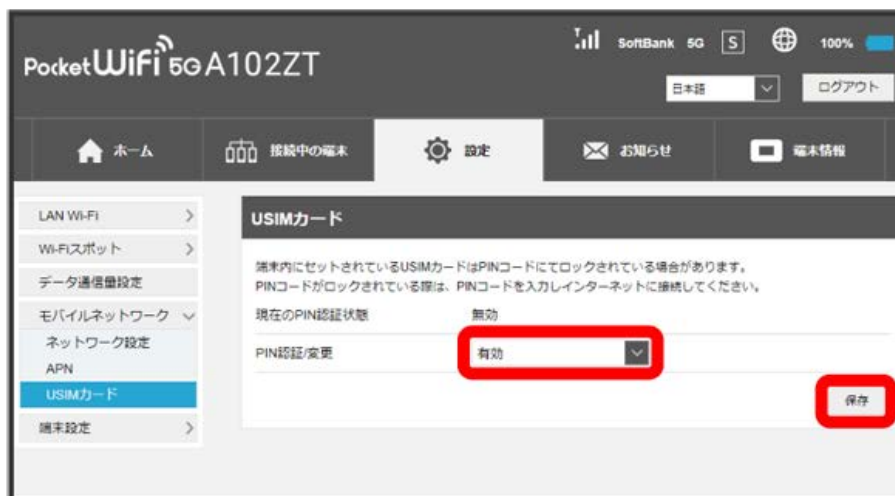 Pocket WiFi 5G A102ZT
SoftBank 5G S 100%
日本語 ログアウト
ホーム 接続中の端末 設定 お知らせ 端末情報
LAN Wi-Fi
Wi-Fiスポット
データ通信量設定
モバイルネットワーク
ネットワーク設定
APN
USIMカード
端末設定
USIMカード
端末内にセットされているUSIMカードはPINコードにてロックされている場合があります。
PINコードがロックされている際は、PINコードを入力しインターネットに接続してください。
現在のPIN認証状態 無効
PIN認証/変更 有効
保存